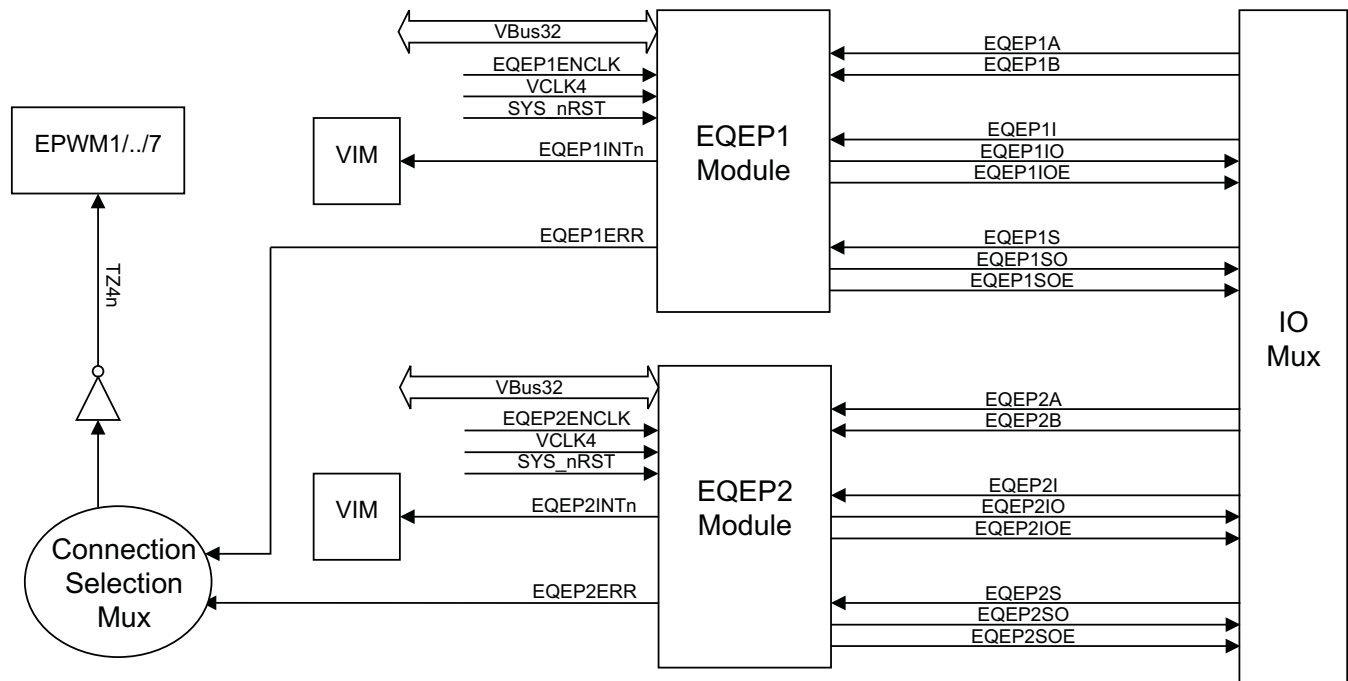 VBus32
EQEP1ENCLK
VCLK4
SYS_nRST
EPWM1/../7
VIM
EQEP1INTn
EQEP1ERR
TZ4n
EQEP1
Module
EQEP1A
EQEP1B
EQEP1I
EQEP1IO
EQEP1IOE
EQEP1S
EQEP1SO
EQEP1SOE
IO
Mux
VBus32
EQEP2ENCLK
VCLK4
SYS_nRST
VIM
EQEP2INTn
EQEP2ERR
Connection
Selection
Mux
EQEP2
Module
EQEP2A
EQEP2B
EQEP2I
EQEP2IO
EQEP2IOE
EQEP2S
EQEP2SO
EQEP2SOE